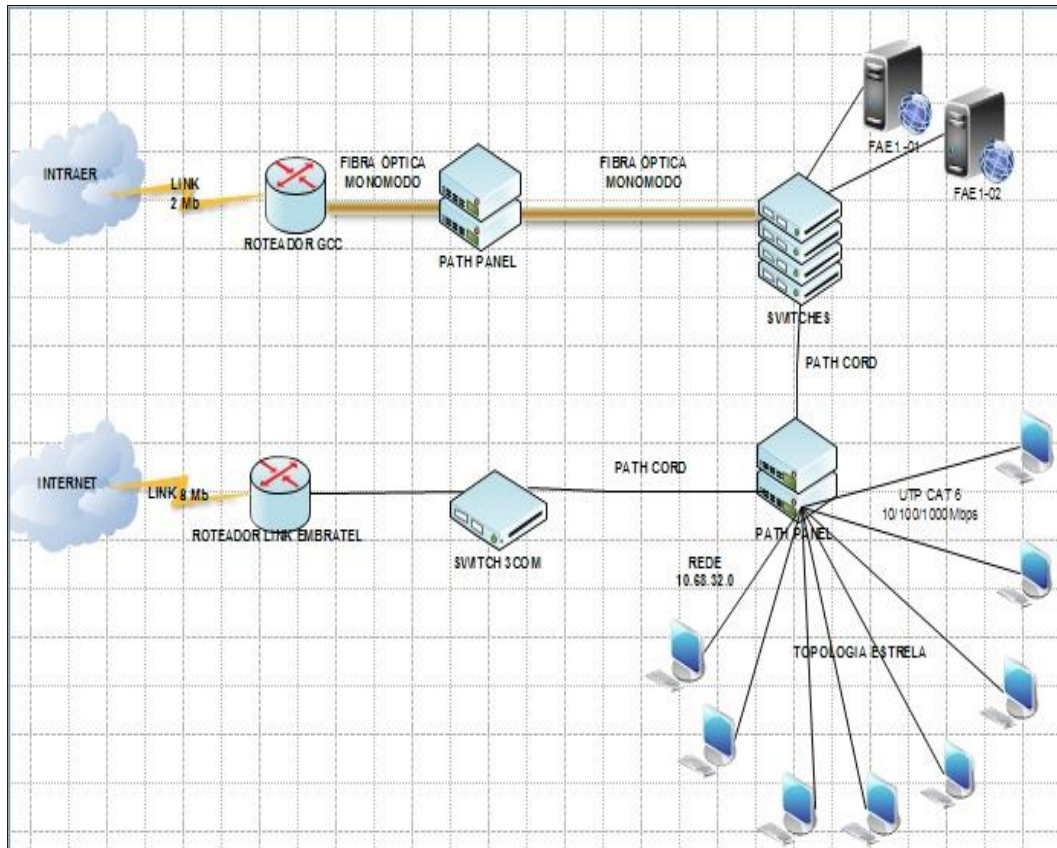 INTRAER
LINK
2 Mb
ROTEADOR GCC
FIBRA ÓPTICA
MONOMODO
PATH PANEL
FIBRA ÓPTICA
MONOMODO
FAE1-01
FAE1-02
SWITCHES
PATH CORD
INTERNET
LINK 8 Mb
ROTEADOR LINK EMBRATEL
SWITCH 3COM
PATH CORD
PATH PANEL
UTP CAT 6
10/100/1000Mbps
REDE
10.68.32.0
TOPOLOGIA ESTRELA